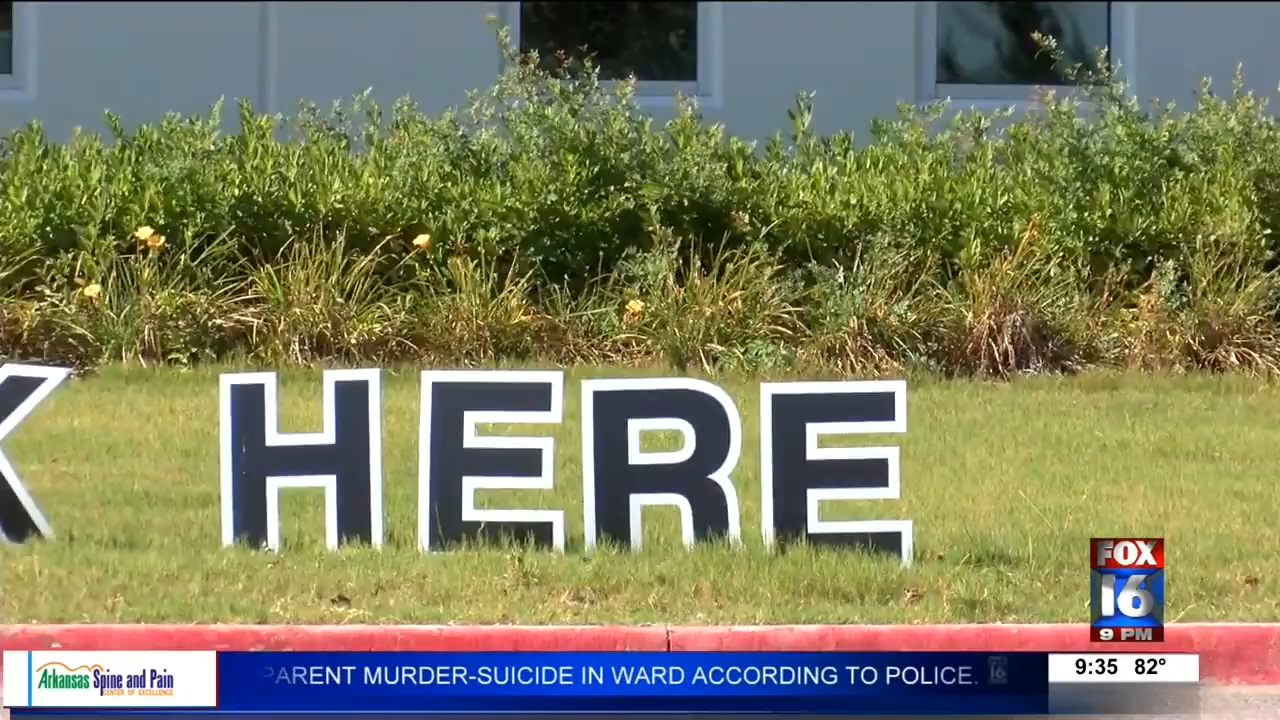 K HERE
FOX
16
9 PM
Arkansas Spine and Pain
CENTER OF EXCELLENCE
PARENT MURDER-SUICIDE IN WARD ACCORDING TO POLICE.
9:35 82°